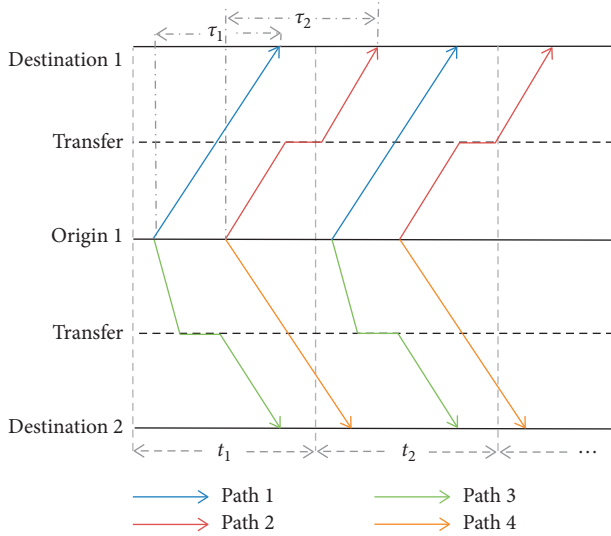 τ1 τ2
Destination 1
Transfer
Origin 1
Transfer
Destination 2
t1 t2 ...
Path 1 Path 3
Path 2 Path 4